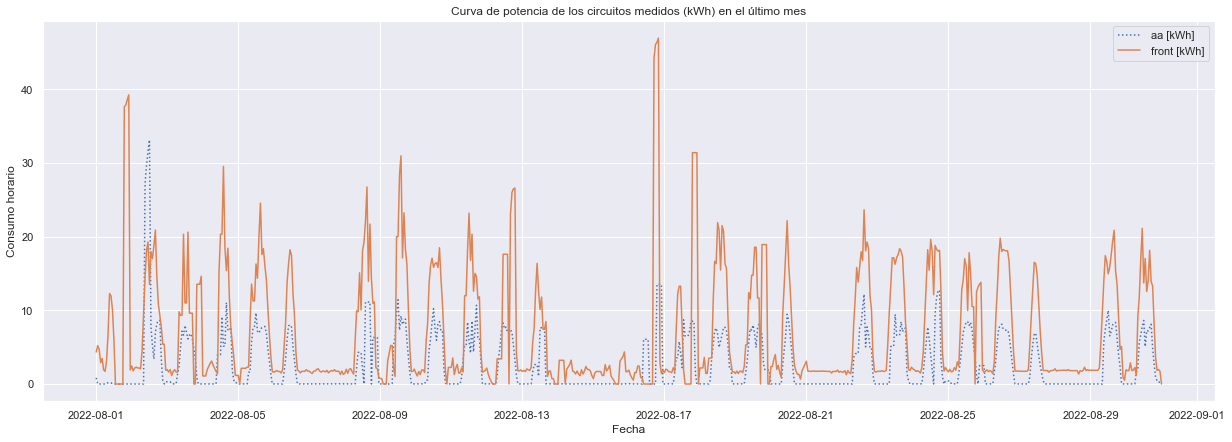 Curva de potencia de los circuitos medidos (kWh) en el último mes
aa [kWh]
front [kWh]
Consumo horario
40
30
20
10
0
2022-08-01
2022-08-05
2022-08-09
2022-08-13
2022-08-17
2022-08-21
2022-08-25
2022-08-29
2022-09-01
Fecha